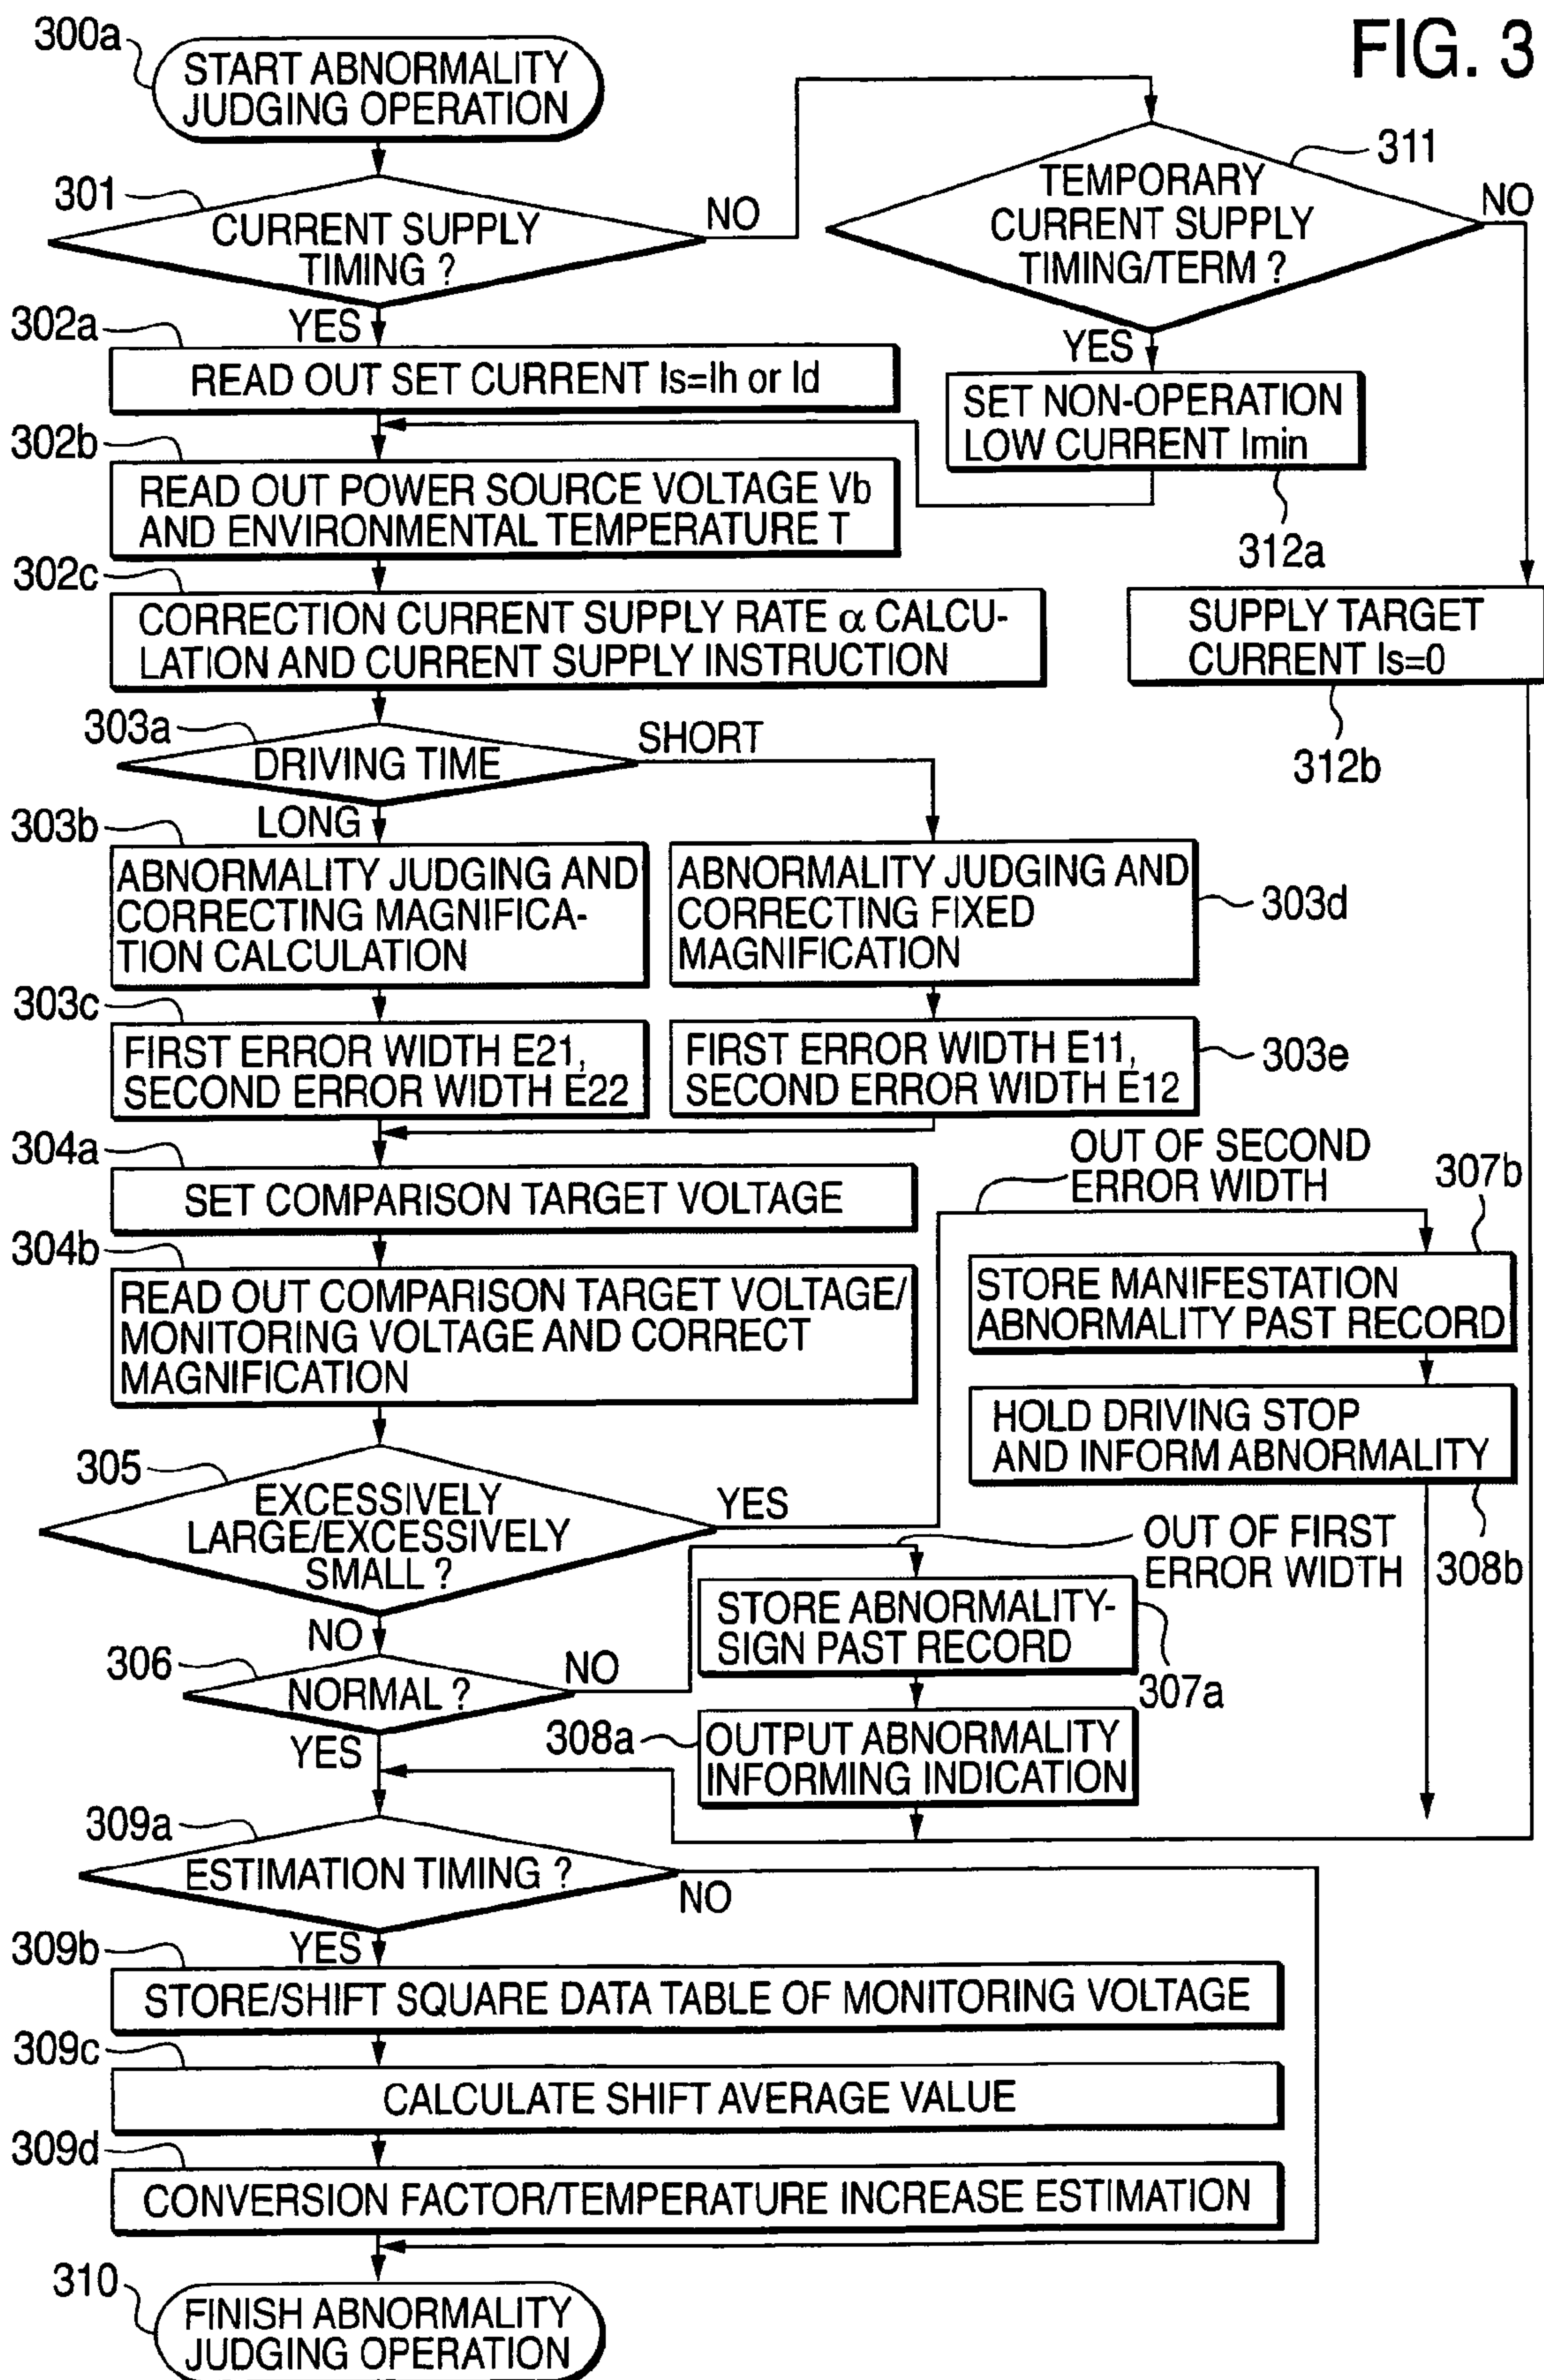 FIG. 3
300a
START ABNORMALITY
JUDGING OPERATION
301
CURRENT SUPPLY
TIMING ?
NO
YES
311
TEMPORARY
CURRENT SUPPLY
TIMING/TERM ?
NO
YES
302a
READ OUT SET CURRENT Is=Ih or Id
SET NON-OPERATION
LOW CURRENT Imin
312a
302b
READ OUT POWER SOURCE VOLTAGE Vb
AND ENVIRONMENTAL TEMPERATURE T
302c
CORRECTION CURRENT SUPPLY RATE α CALCU-
LATION AND CURRENT SUPPLY INSTRUCTION
SUPPLY TARGET
CURRENT Is=0
312b
303a
DRIVING TIME
SHORT
LONG
303b
ABNORMALITY JUDGING AND
CORRECTING MAGNIFICA-
TION CALCULATION
ABNORMALITY JUDGING AND
CORRECTING FIXED
MAGNIFICATION
303d
303c
FIRST ERROR WIDTH E21,
SECOND ERROR WIDTH E22
FIRST ERROR WIDTH E11,
SECOND ERROR WIDTH E12
303e
304a
SET COMPARISON TARGET VOLTAGE
OUT OF SECOND
ERROR WIDTH
307b
304b
READ OUT COMPARISON TARGET VOLTAGE/
MONITORING VOLTAGE AND CORRECT
MAGNIFICATION
STORE MANIFESTATION
ABNORMALITY PAST RECORD
HOLD DRIVING STOP
AND INFORM ABNORMALITY
308b
305
EXCESSIVELY
LARGE/EXCESSIVELY
SMALL ?
YES
NO
OUT OF FIRST
ERROR WIDTH
306
NORMAL ?
NO
YES
STORE ABNORMALITY-
SIGN PAST RECORD
307a
308a
OUTPUT ABNORMALITY
INFORMING INDICATION
309a
ESTIMATION TIMING ?
NO
YES
309b
STORE/SHIFT SQUARE DATA TABLE OF MONITORING VOLTAGE
309c
CALCULATE SHIFT AVERAGE VALUE
309d
CONVERSION FACTOR/TEMPERATURE INCREASE ESTIMATION
310
FINISH ABNORMALITY
JUDGING OPERATION